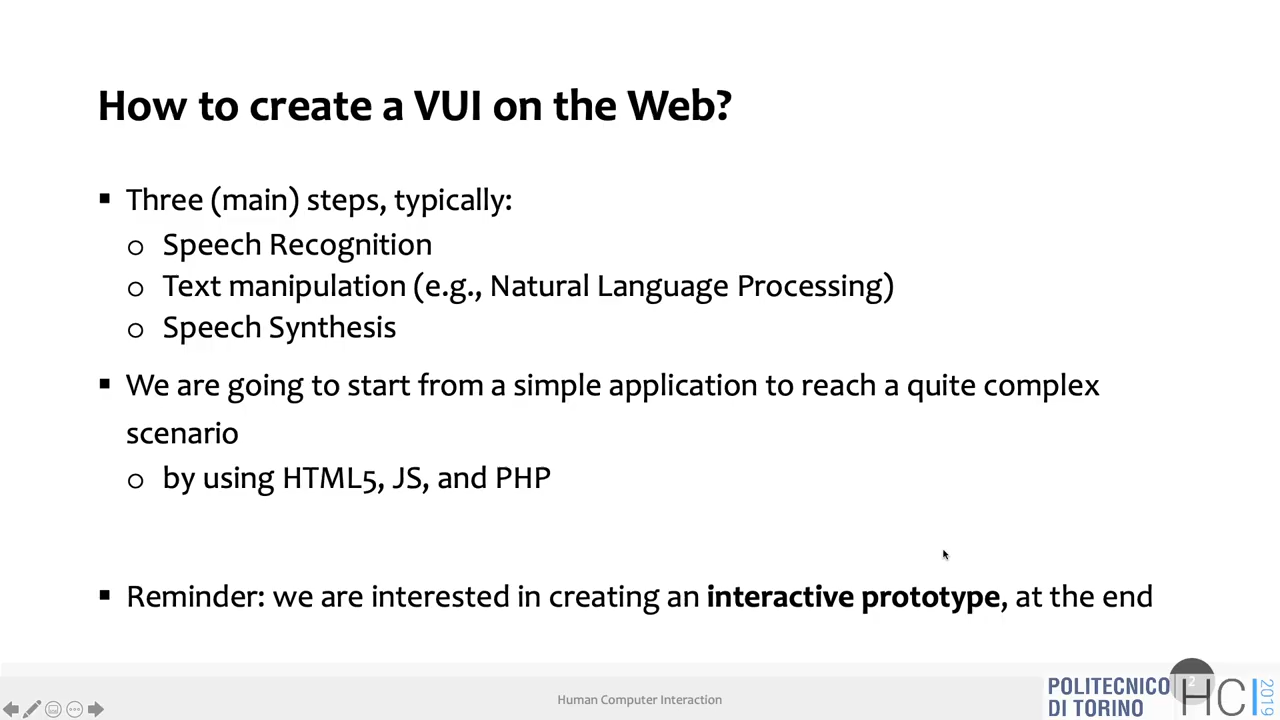 How to create a VUI on the Web?
▪ Three (main) steps, typically:
o Speech Recognition
o Text manipulation (e.g., Natural Language Processing)
o Speech Synthesis
▪ We are going to start from a simple application to reach a quite complex
scenario
o by using HTML5, JS, and PHP
▪ Reminder: we are interested in creating an interactive prototype, at the end
Human Computer Interaction
POLITECNICO
DI TORINO
2
HCI
2019